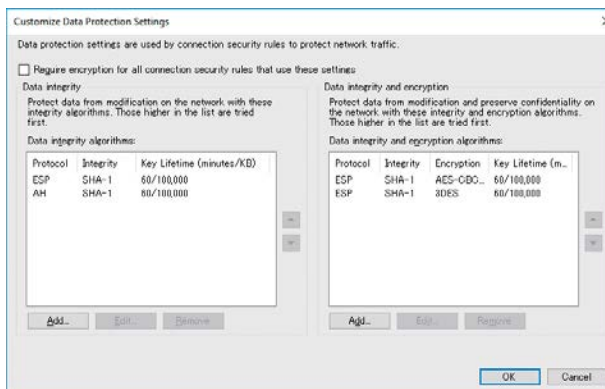 Customize Data Protection Settings
Data protection settings are used by connection security rules to protect network traffic.
Require encryption for all connection security rules that use these settings
Data integrity
Protect data from modification on the network with these
integrity algorithms. Those higher in the list are tried
first.
Data integrity algorithms:
Protocol Integrity Key Lifetime (minutes/KB)
ESP SHA-1 60/100,000
AH SHA-1 60/100,000
Add... Edit... Remove
Data integrity and encryption
Protect data from modification and preserve confidentiality on
the network with these integrity and encryption algorithms.
Those higher in the list are tried first.
Data integrity and encryption algorithms:
Protocol Integrity Encryption Key Lifetime (m...
ESP SHA-1 AES-CBC... 60/100,000
ESP SHA-1 3DES 60/100,000
Add... Edit... Remove
OK Cancel